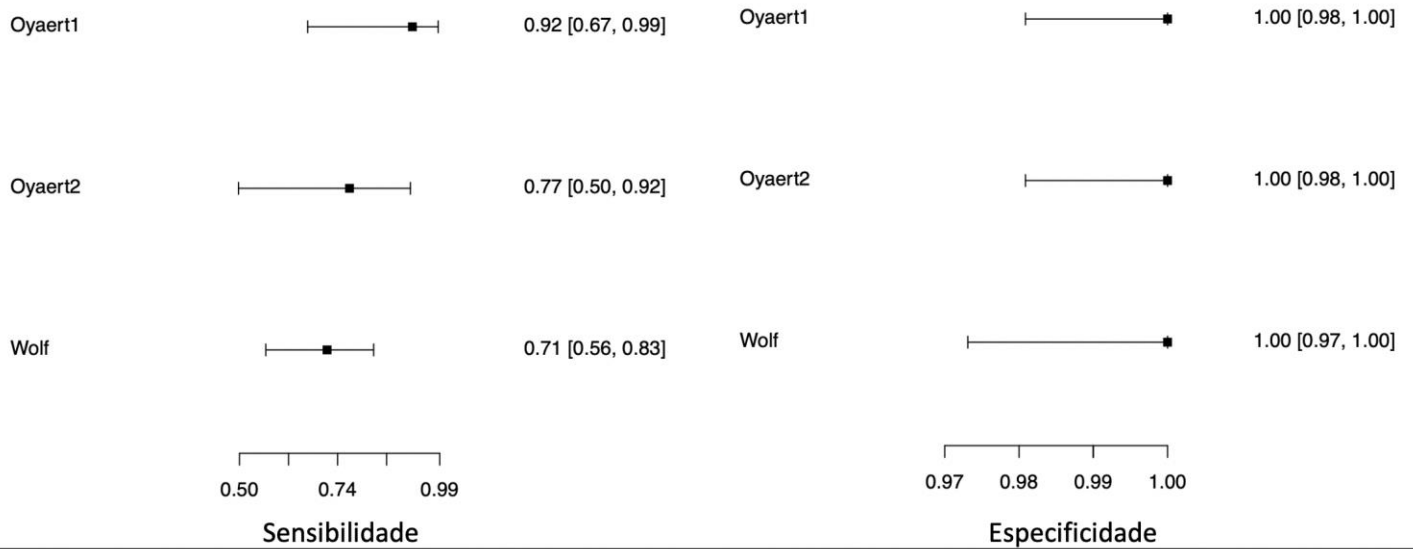 Oyaert1 0.92 [0.67, 0.99]
Oyaert2 0.77 [0.50, 0.92]
Wolf 0.71 [0.56, 0.83]
0.50 0.74 0.99
Sensibilidade
Oyaert1 1.00 [0.98, 1.00]
Oyaert2 1.00 [0.98, 1.00]
Wolf 1.00 [0.97, 1.00]
0.97 0.98 0.99 1.00
Especificidade